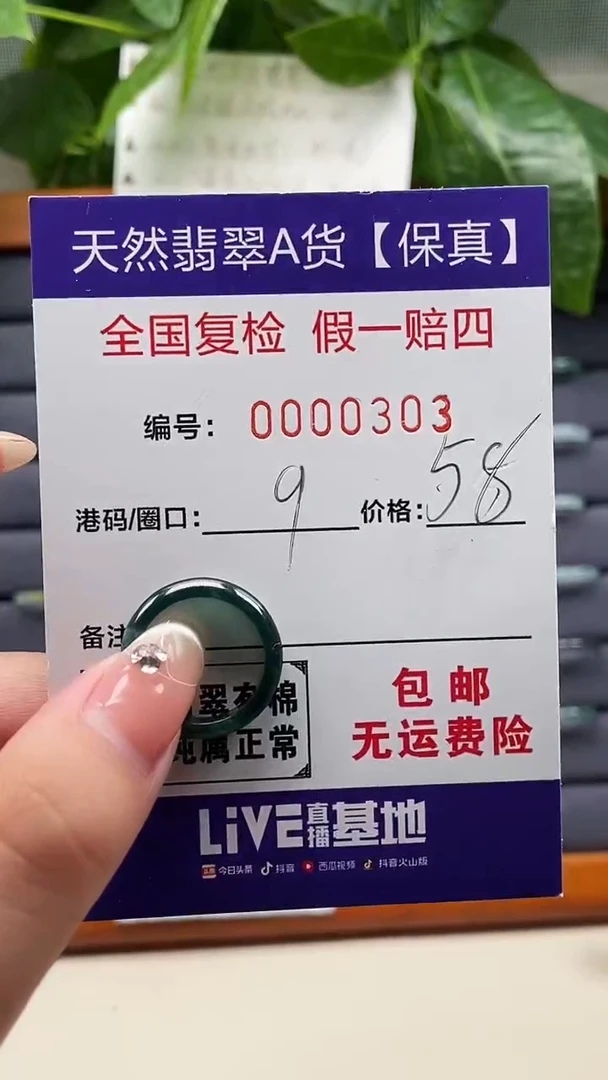 天然翡翠A货【保真】
全国复检 假一赔四
编号: 0000303
港码/圈口: 9 价格: 58
备注
翠有棉
纯属正常
包邮
无运费险
LiVE直播基地
头条 今日头条 抖音 西瓜视频 抖音火山版